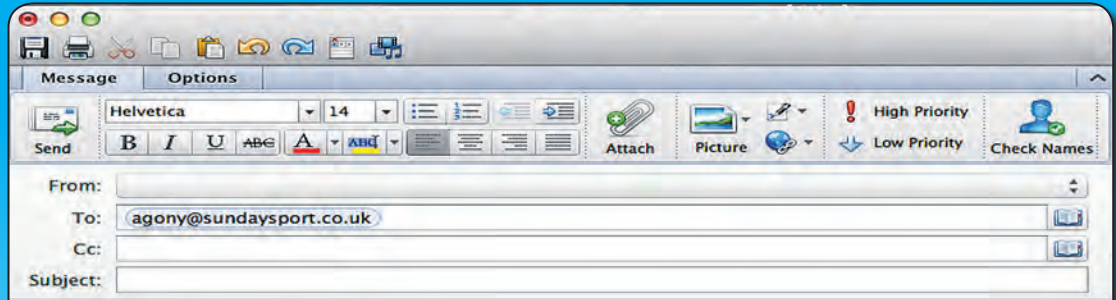 Message Options
Helvetica 14 High Priority
B I U ABC A ABC
Send Attach Picture Low Priority Check Names
From:
To: agony@sundaysport.co.uk
Cc:
Subject: